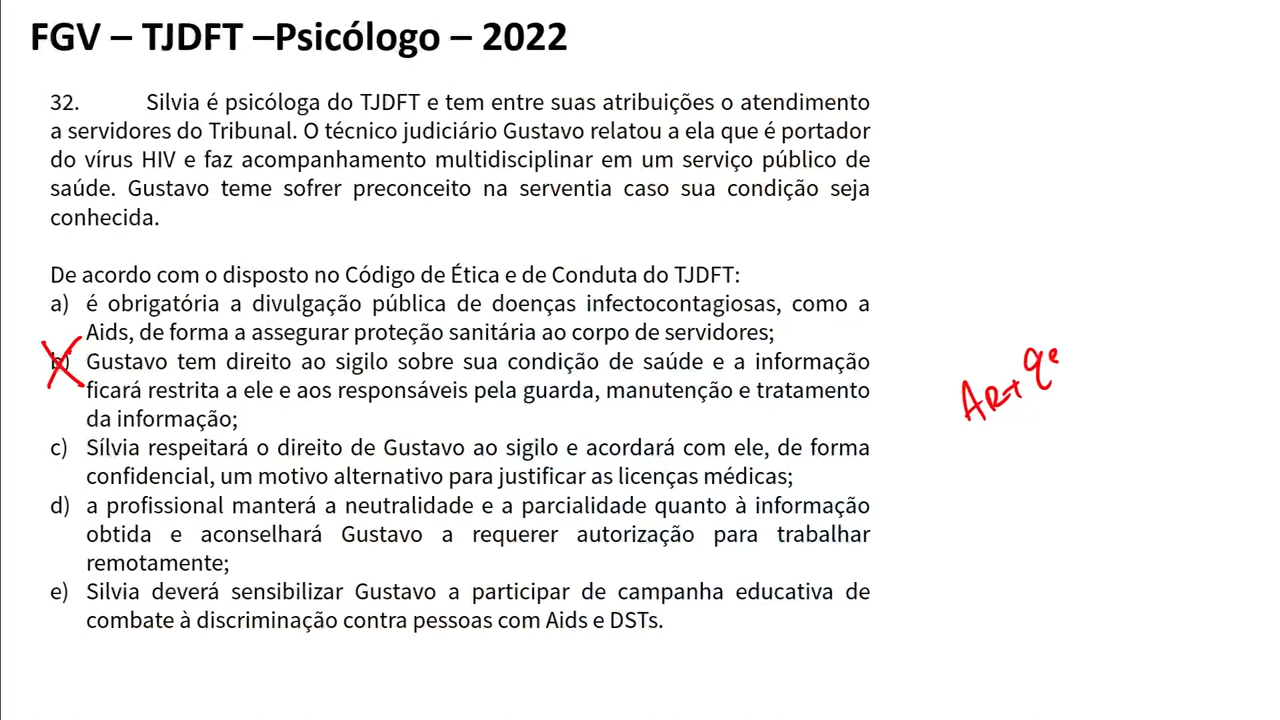 FGV – TJDFT –Psicólogo – 2022
32. Silvia é psicóloga do TJDFT e tem entre suas atribuições o atendimento
a servidores do Tribunal. O técnico judiciário Gustavo relatou a ela que é portador
do vírus HIV e faz acompanhamento multidisciplinar em um serviço público de
saúde. Gustavo teme sofrer preconceito na serventia caso sua condição seja
conhecida.
De acordo com o disposto no Código de Ética e de Conduta do TJDFT:
a) é obrigatória a divulgação pública de doenças infectocontagiosas, como a
Aids, de forma a assegurar proteção sanitária ao corpo de servidores;
b) Gustavo tem direito ao sigilo sobre sua condição de saúde e a informação
ficará restrita a ele e aos responsáveis pela guarda, manutenção e tratamento
da informação;
c) Sílvia respeitará o direito de Gustavo ao sigilo e acordará com ele, de forma
confidencial, um motivo alternativo para justificar as licenças médicas;
d) a profissional manterá a neutralidade e a parcialidade quanto à informação
obtida e aconselhará Gustavo a requerer autorização para trabalhar
remotamente;
e) Silvia deverá sensibilizar Gustavo a participar de campanha educativa de
combate à discriminação contra pessoas com Aids e DSTs.